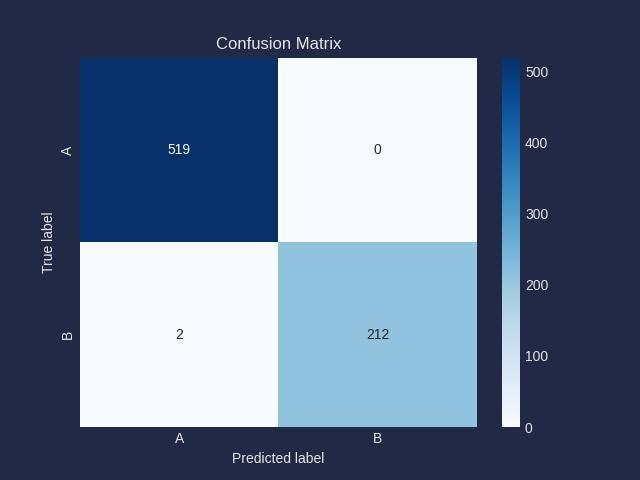 Confusion Matrix
500
400
300
200
100
0
True label
A
B
519
0
2
212
A
B
Predicted label